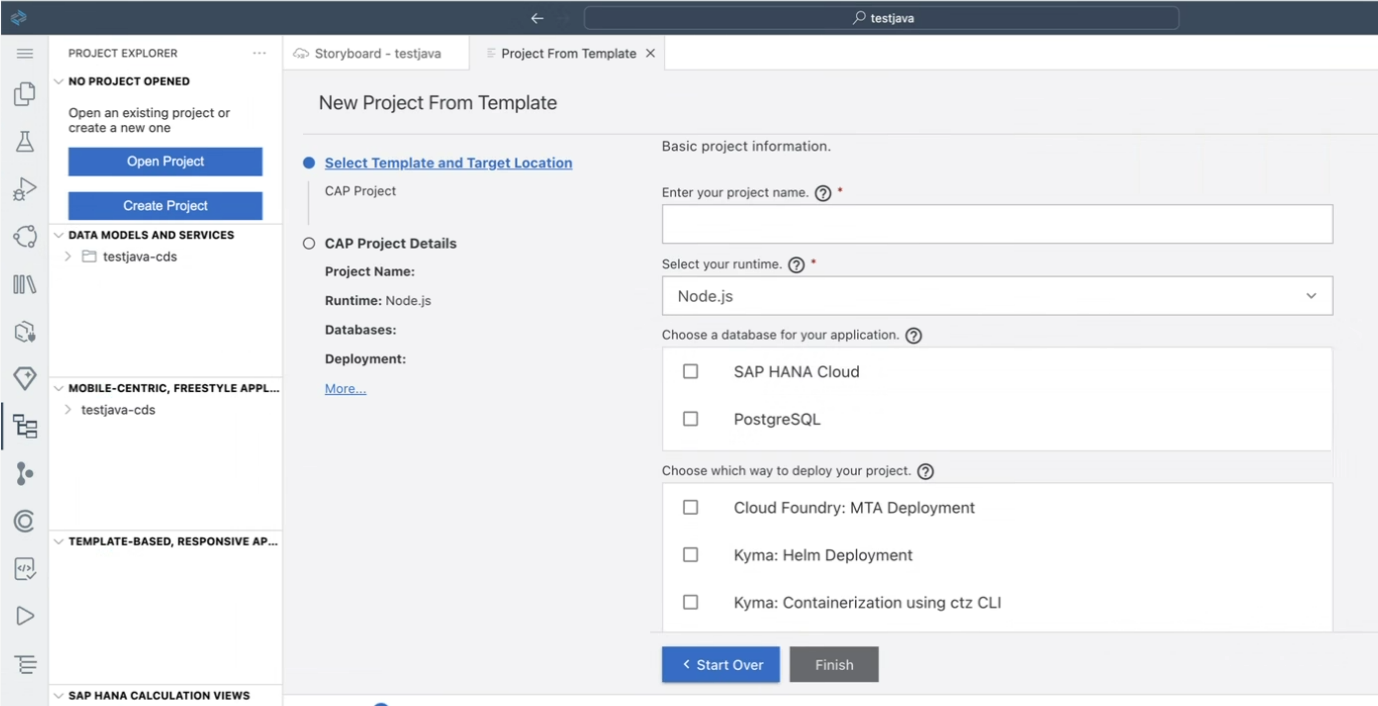 testjava
PROJECT EXPLORER
Storyboard - testjava
Project From Template
NO PROJECT OPENED
Open an existing project or
create a new one
Open Project
Create Project
DATA MODELS AND SERVICES
testjava-cds
MOBILE-CENTRIC, FREESTYLE APPL...
testjava-cds
TEMPLATE-BASED, RESPONSIVE AP...
SAP HANA CALCULATION VIEWS
New Project From Template
Select Template and Target Location
CAP Project
CAP Project Details
Project Name:
Runtime: Node.js
Databases:
Deployment:
More...
Basic project information.
Enter your project name. ? *
Select your runtime. ? *
Node.js
Choose a database for your application. ?
SAP HANA Cloud
PostgreSQL
Choose which way to deploy your project. ?
Cloud Foundry: MTA Deployment
Kyma: Helm Deployment
Kyma: Containerization using ctz CLI
Start Over
Finish